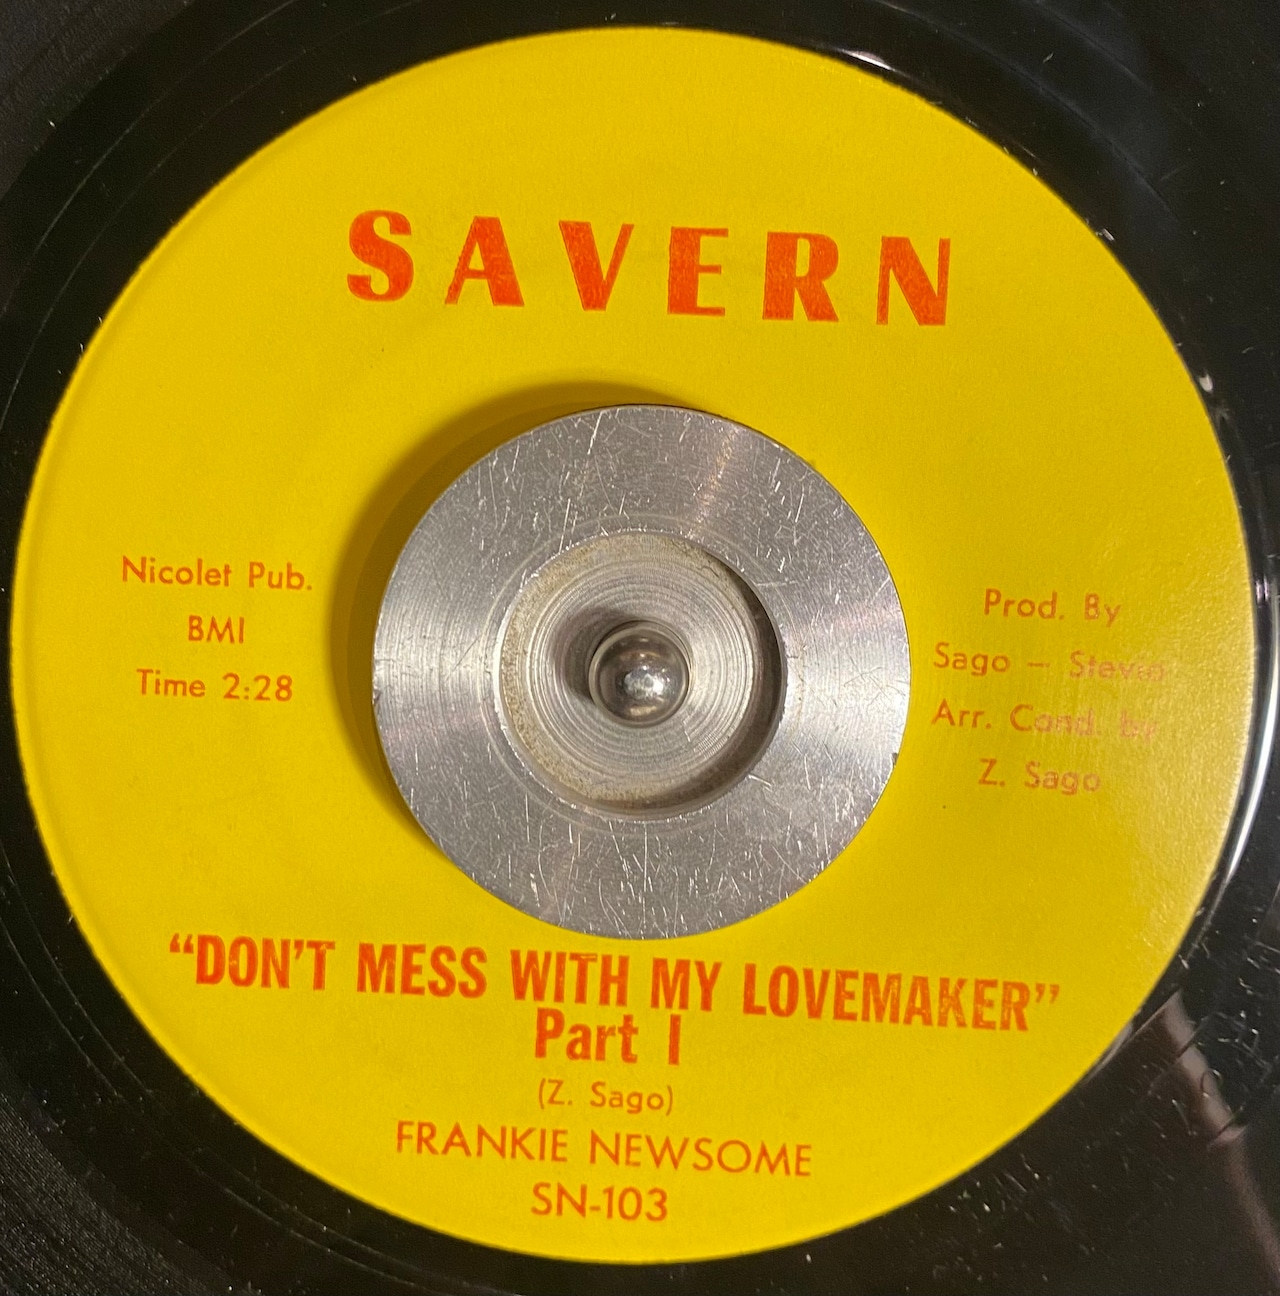 SAVERN
Nicolet Pub.
BMI
Time 2:28
Prod. By
Sago – Stevio
Arr. Cond. by
Z. Sago
“DON'T MESS WITH MY LOVEMAKER”
Part I
(Z. Sago)
FRANKIE NEWSOME
SN-103